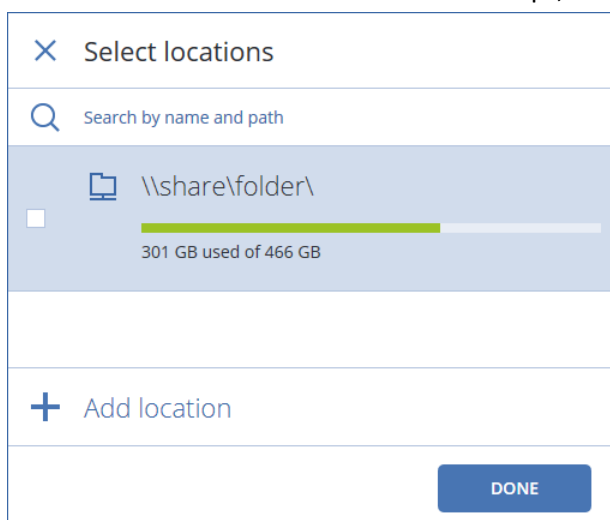 Select locations
Search by name and path
\\share\folder\
301 GB used of 466 GB
Add location
DONE